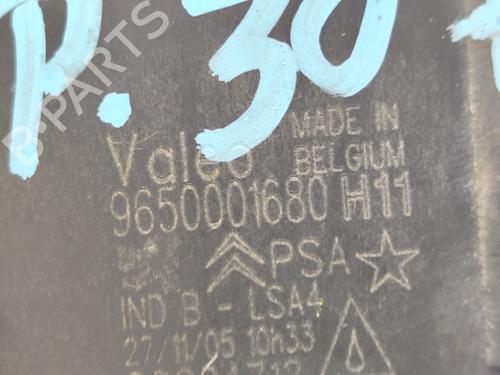 P. 30
B-PARTS
Valeo MADE IN
BELGIUM
9650001680 H11
PSA
IND B - LSA4
27/11/05 10h33